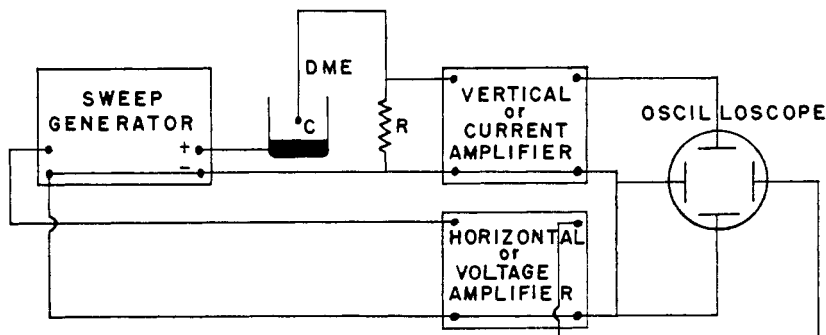 DME
SWEEP
GENERATOR
+
-
C
R
VERTICAL
or
CURRENT
AMPLIFIER
OSCILLOSCOPE
HORIZONTAL
or
VOLTAGE
AMPLIFIER